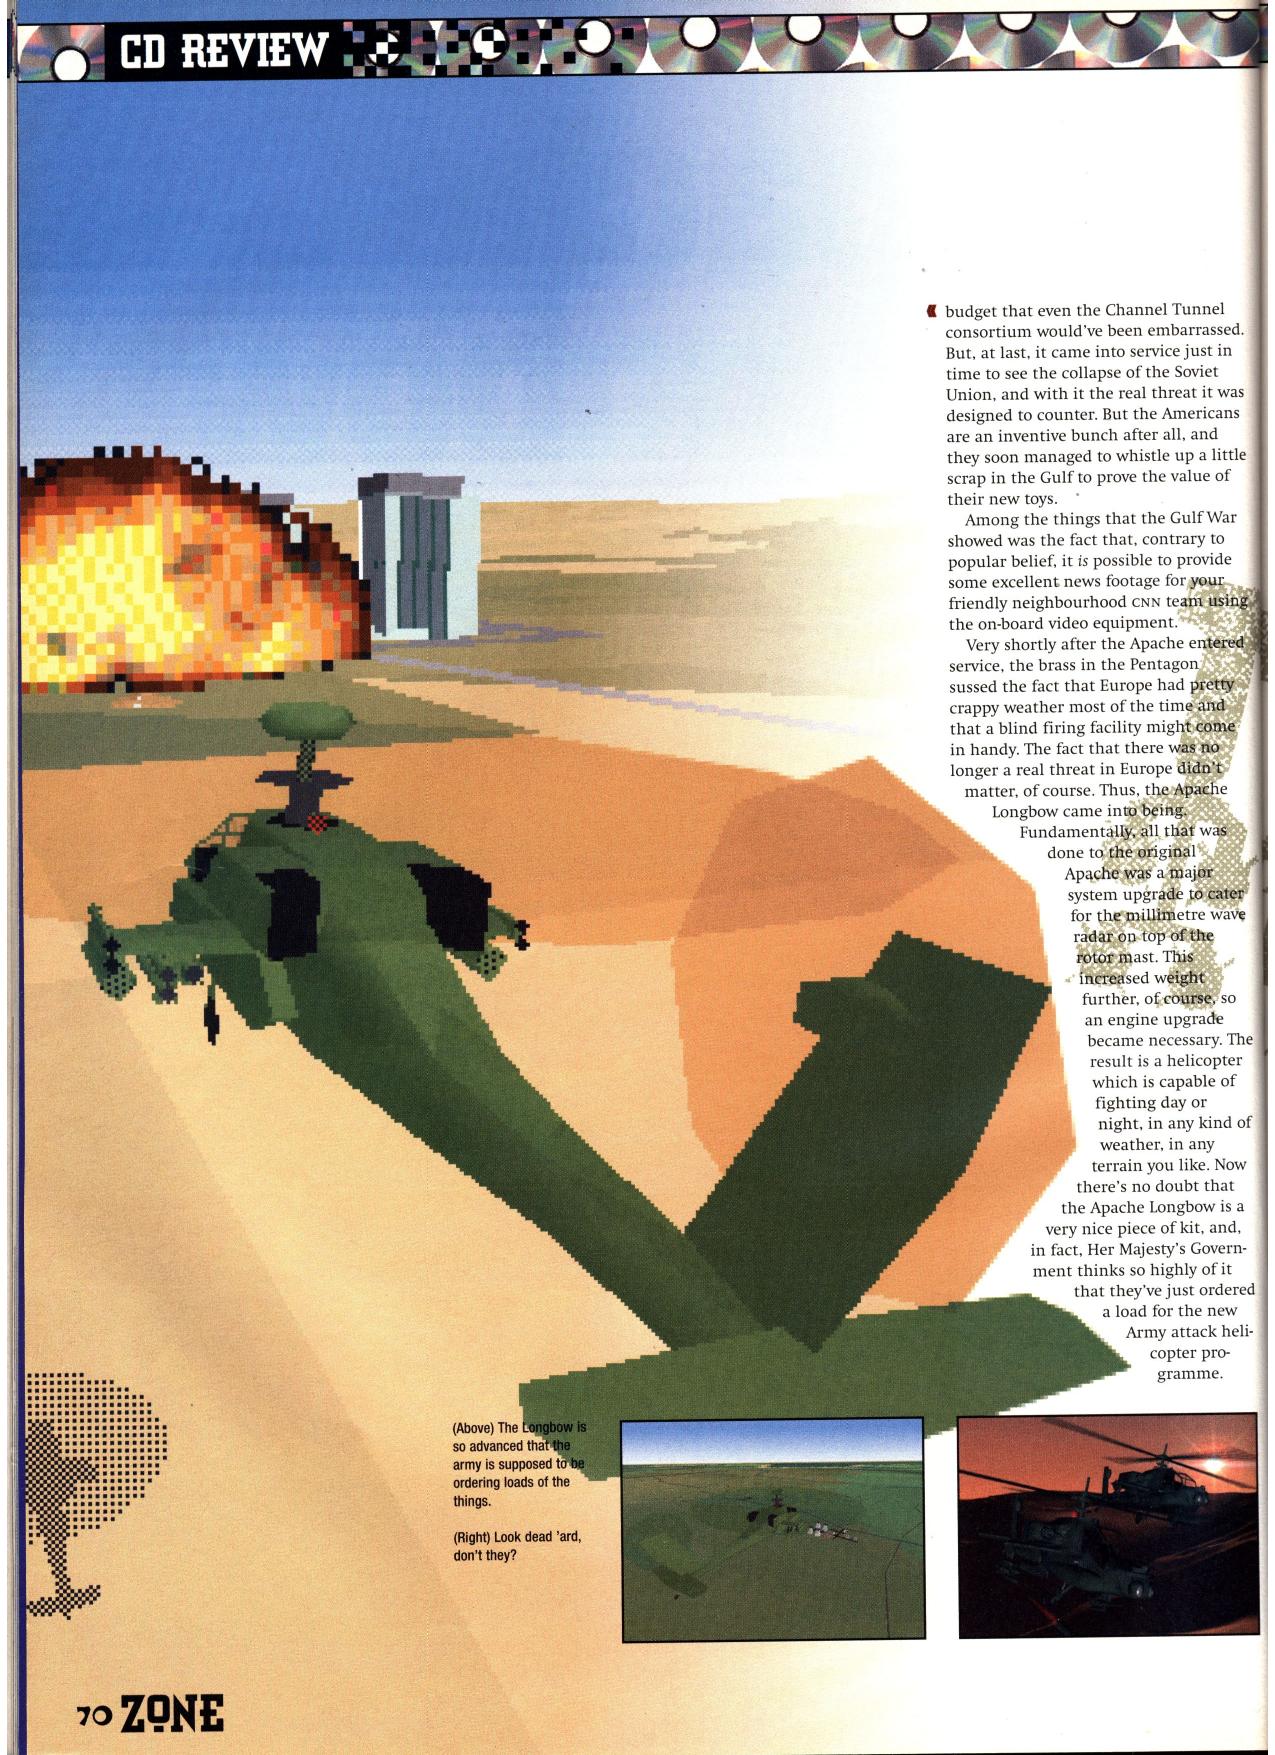 CD REVIEW
budget that even the Channel Tunnel
consortium would've been embarrassed.
But, at last, it came into service just in
time to see the collapse of the Soviet
Union, and with it the real threat it was
designed to counter. But the Americans
are an inventive bunch after all, and
they soon managed to whistle up a little
scrap in the Gulf to prove the value of
their new toys.
Among the things that the Gulf War
showed was the fact that, contrary to
popular belief, it is possible to provide
some excellent news footage for your
friendly neighbourhood CNN team using
the on-board video equipment.
Very shortly after the Apache entered
service, the brass in the Pentagon
sussed the fact that Europe had pretty
crappy weather most of the time and
that a blind firing facility might come
in handy. The fact that there was no
longer a real threat in Europe didn't
matter, of course. Thus, the Apache
Longbow came into being.
Fundamentally, all that was
done to the original
Apache was a major
system upgrade to cater
for the millimetre wave
radar on top of the
rotor mast. This
increased weight
further, of course, so
an engine upgrade
became necessary. The
result is a helicopter
which is capable of
fighting day or
night, in any kind of
weather, in any
terrain you like. Now
there's no doubt that
the Apache Longbow is a
very nice piece of kit, and,
in fact, Her Majesty's Govern-
ment thinks so highly of it
that they've just ordered
a load for the new
Army attack heli-
copter pro-
gramme.
(Above) The Longbow is
so advanced that the
army is supposed to be
ordering loads of the
things.
(Right) Look dead 'ard,
don't they?
70 ZONE